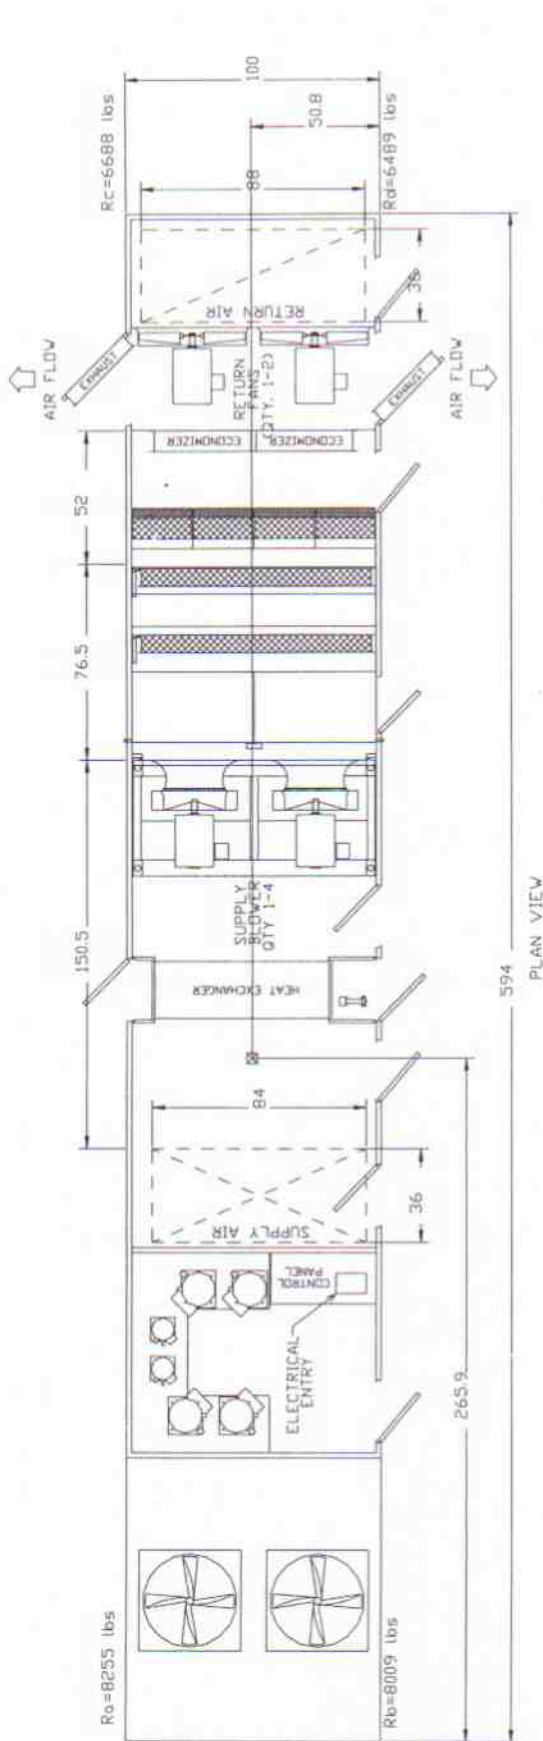 Rc=6688 lbs
100
50.8
88
Rd=6489 lbs
36
RETURN AIR
AIR FLOW
EXHAUST
RETURN
FANS
(QTY. 1-2)
EXHAUST
AIR FLOW
ECONOMIZER
ECONOMIZER
52
76.5
150.5
SUPPLY
BLOWER
QTY 1-4
HEAT EXCHANGER
84
SUPPLY AIR
36
CONTROL
PANEL
ELECTRICAL
ENTRY
265.9
594
PLAN VIEW
Ra=8255 lbs
Rb=8009 lbs